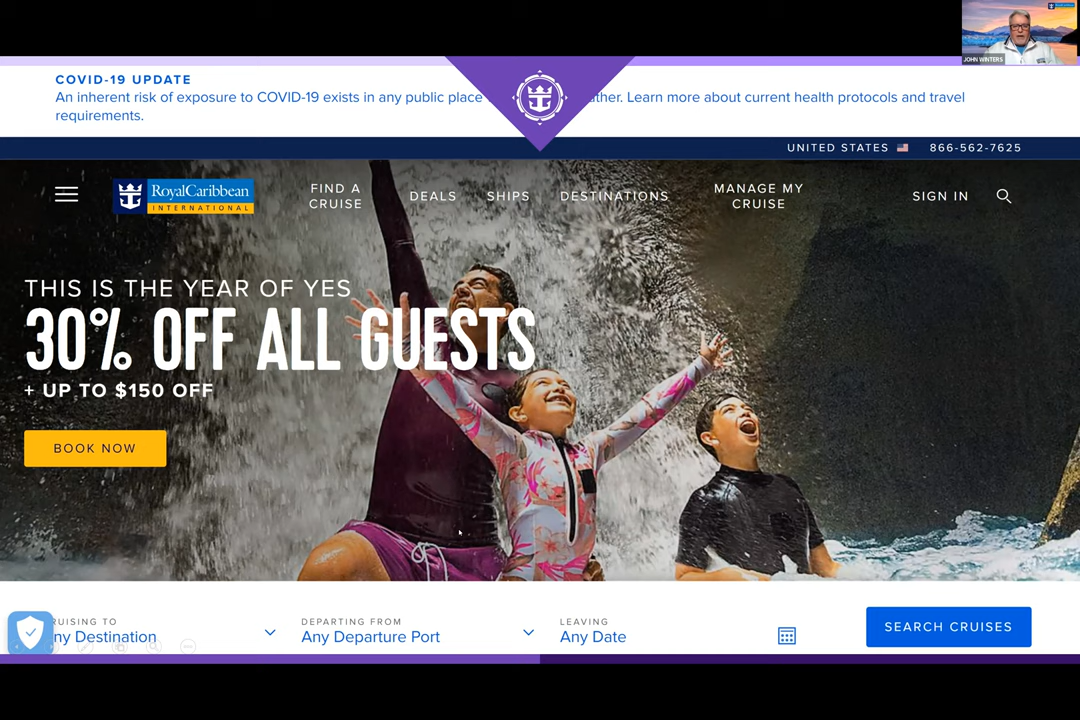 JOHN WINTERS
COVID-19 UPDATE
An inherent risk of exposure to COVID-19 exists in any public place ather. Learn more about current health protocols and travel
requirements.
UNITED STATES 866-562-7625
RoyalCaribbean
INTERNATIONAL
FIND A
CRUISE
DEALS
SHIPS
DESTINATIONS
MANAGE MY
CRUISE
SIGN IN
THIS IS THE YEAR OF YES
30% OFF ALL GUESTS
+ UP TO $150 OFF
BOOK NOW
RUISING TO
ny Destination
DEPARTING FROM
Any Departure Port
LEAVING
Any Date
SEARCH CRUISES